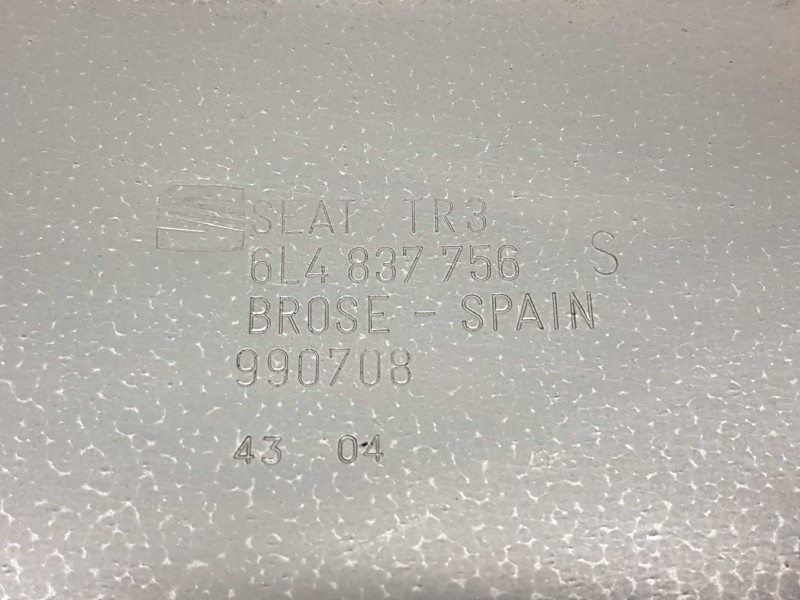 SEAT TR3
6L4 837 756 S
BROSE - SPAIN
990708
43 04